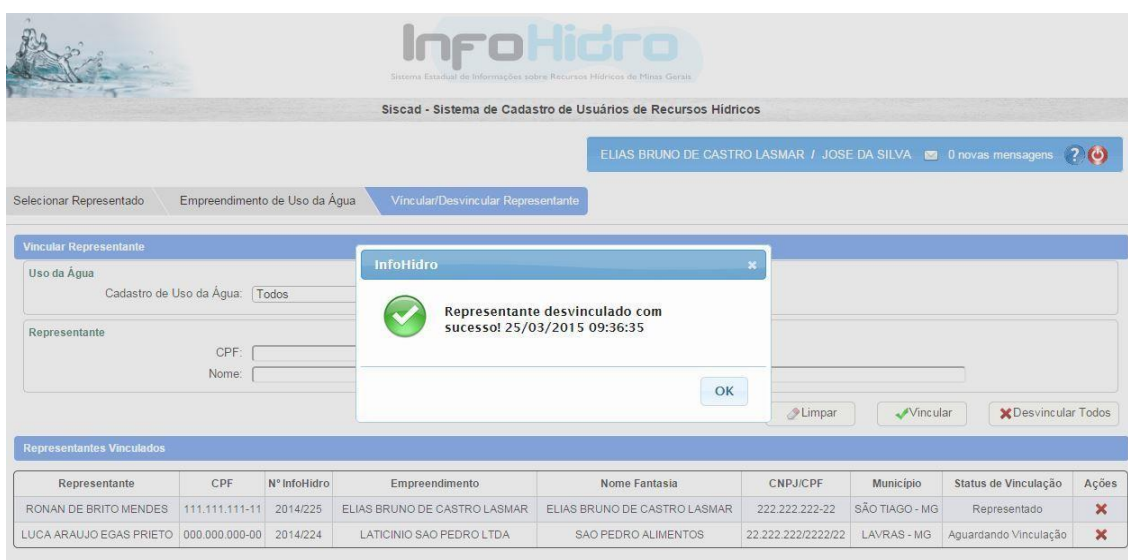 InfoHidro
Sistema Estadual de Informações sobre Recursos Hídricos de Minas Gerais
Siscad - Sistema de Cadastro de Usuários de Recursos Hídricos
ELIAS BRUNO DE CASTRO LASMAR / JOSE DA SILVA 0 novas mensagens ?
Selecionar Representado Empreendimento de Uso da Água Vincular/Desvincular Representante
Vincular Representante
Uso da Água
Cadastro de Uso da Água: Todos
Representante
CPF:
Nome:
InfoHidro x
Representante desvinculado com
sucesso! 25/03/2015 09:36:35
OK
Limpar Vincular Desvincular Todos
Representantes Vinculados
Representante CPF Nº InfoHidro Empreendimento Nome Fantasia CNPJ/CPF Município Status de Vinculação Ações
RONAN DE BRITO MENDES 111.111.111-11 2014/225 ELIAS BRUNO DE CASTRO LASMAR ELIAS BRUNO DE CASTRO LASMAR 222.222.222-22 SÃO TIAGO - MG Representado
LUCA ARAUJO EGAS PRIETO 000.000.000-00 2014/224 LATICINIO SAO PEDRO LTDA SAO PEDRO ALIMENTOS 22.222.222/2222/22 LAVRAS - MG Aguardando Vinculação